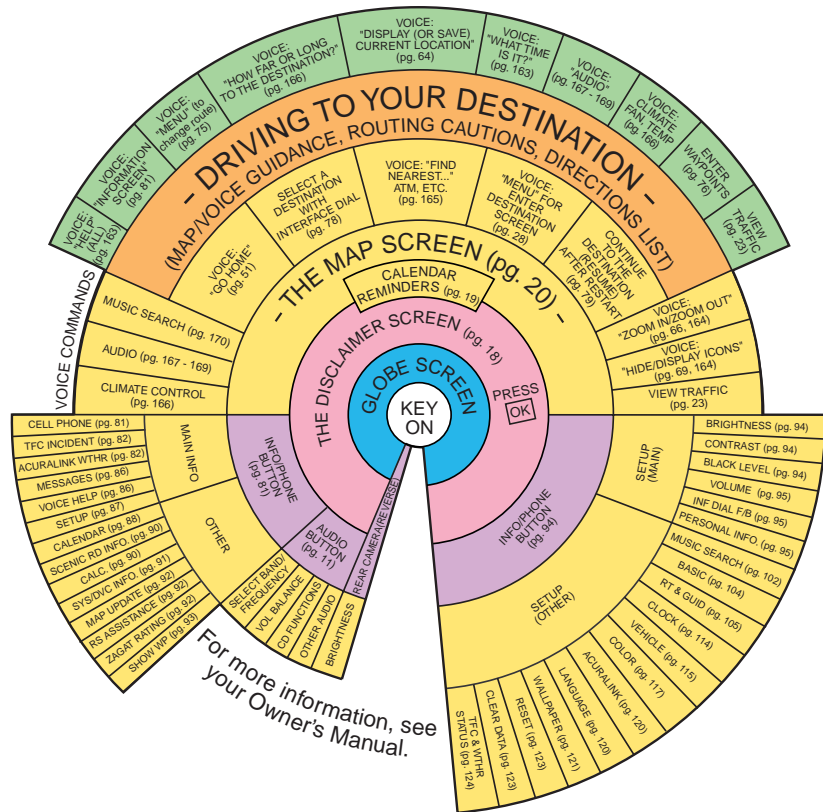 VOICE:
"HELP"
(ALL)
(pg. 163)
VOICE:
"INFORMATION
SCREEN"
(pg. 81)
VOICE:
"MENU" (to
change route)
(pg. 75)
VOICE:
"HOW FAR OR LONG
TO THE DESTINATION?"
(pg. 166)
VOICE:
"DISPLAY (OR SAVE)
CURRENT LOCATION"
(pg. 64)
VOICE:
"WHAT TIME
IS IT?"
(pg. 163)
VOICE:
"AUDIO"
(pg. 167 - 169)
VOICE:
CLIMATE
FAN, TEMP
(pg. 166)
ENTER
WAYPOINTS
(pg. 76)
VIEW
TRAFFIC
(pg. 23)
- DRIVING TO YOUR DESTINATION -
(MAP/VOICE GUIDANCE, ROUTING CAUTIONS, DIRECTIONS LIST)
VOICE:
"GO HOME"
(pg. 51)
SELECT A
DESTINATION
WITH
INTERFACE DIAL
(pg. 78)
VOICE: "FIND
NEAREST..."
ATM, ETC.
(pg. 165)
VOICE:
"MENU" FOR
ENTER
DESTINATION
SCREEN
(pg. 28)
CONTINUE
TO THE
DESTINATION
(RESUME)
AFTER RESTART
(pg. 79)
VOICE COMMANDS
MUSIC SEARCH (pg. 170)
AUDIO (pg. 167 - 169)
CLIMATE CONTROL
(pg. 166)
- THE MAP SCREEN (pg. 20) -
VOICE:
"ZOOM IN/ZOOM OUT"
(pg. 66, 164)
VOICE:
"HIDE/DISPLAY ICONS"
(pg. 69, 164)
VIEW TRAFFIC
(pg. 23)
CALENDAR
REMINDERS (pg. 19)
THE DISCLAIMER SCREEN (pg. 18)
PRESS
OK
GLOBE SCREEN
KEY
ON
CELL PHONE (pg. 81)
TFC INCIDENT (pg. 82)
ACURALINK WTHR (pg. 82)
MESSAGES (pg. 86)
VOICE HELP (pg. 86)
SETUP (pg. 87)
CALENDAR (pg. 88)
SCENIC RD INFO. (pg. 90)
CALC. (pg. 90)
SYS/DVC INFO. (pg. 91)
MAP UPDATE (pg. 92)
RS ASSISTANCE (pg. 92)
ZAGAT RATING (pg. 92)
SHOW WP (pg. 93)
MAIN INFO
OTHER
INFO/PHONE
BUTTON
(pg. 81)
AUDIO
BUTTON
(pg. 11)
REAR CAMERA(REVERSE)
SELECT BAND/
FREQUENCY
VOL BALANCE
CD FUNCTIONS
OTHER AUDIO
BRIGHTNESS
For more information, see
your Owner's Manual.
INFO/PHONE
BUTTON
(pg. 94)
SETUP
(MAIN)
SETUP
(OTHER)
BRIGHTNESS (pg. 94)
CONTRAST (pg. 94)
BLACK LEVEL (pg. 94)
VOLUME (pg. 95)
INF DIAL F/B (pg. 95)
PERSONAL INFO. (pg. 95)
MUSIC SEARCH (pg. 102)
BASIC (pg. 104)
RT & GUID (pg. 105)
CLOCK (pg. 114)
VEHICLE (pg. 115)
COLOR (pg. 117)
ACURALINK (pg. 120)
LANGUAGE (pg. 120)
WALLPAPER (pg. 121)
RESET (pg. 123)
CLEAR DATA (pg. 123)
TFC & WTHR
STATUS (pg. 124)